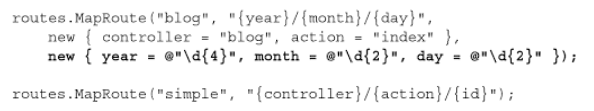 routes.MapRoute("blog", "{year}/{month}/{day}",
new { controller = "blog", action = "index" },
new { year = @"\d{4}", month = @"\d{2}", day = @"\d{2}" });
routes.MapRoute("simple", "{controller}/{action}/{id}");